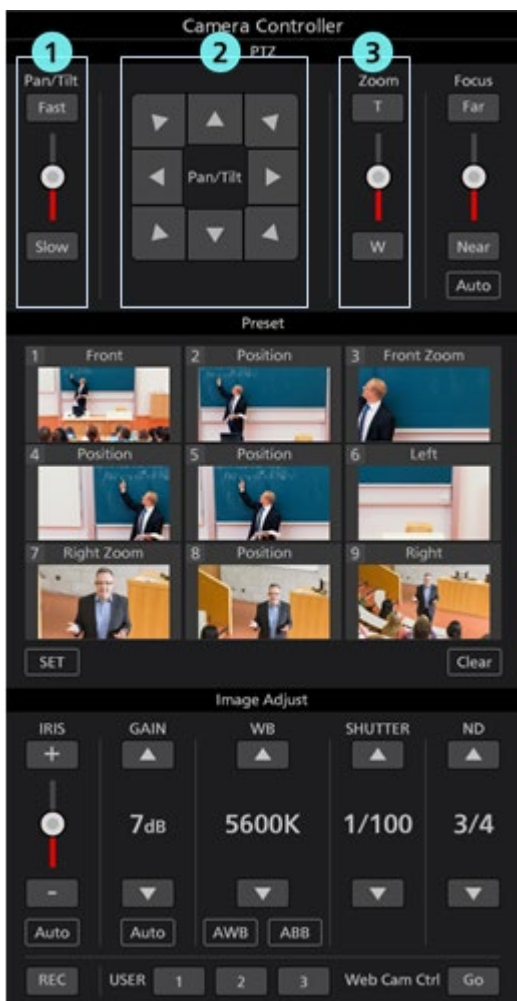 Camera Controller
1 2 PTZ 3
Pan/Tilt Zoom Focus
Fast T Far
Pan/Tilt
Slow W Near
Auto
Preset
1 Front 2 Position 3 Front Zoom
4 Position 5 Position 6 Left
7 Right Zoom 8 Position 9 Right
SET Clear
Image Adjust
IRIS GAIN WB SHUTTER ND
+
7dB 5600K 1/100 3/4
-
Auto Auto AWB ABB
REC USER 1 2 3 Web Cam Ctrl Go